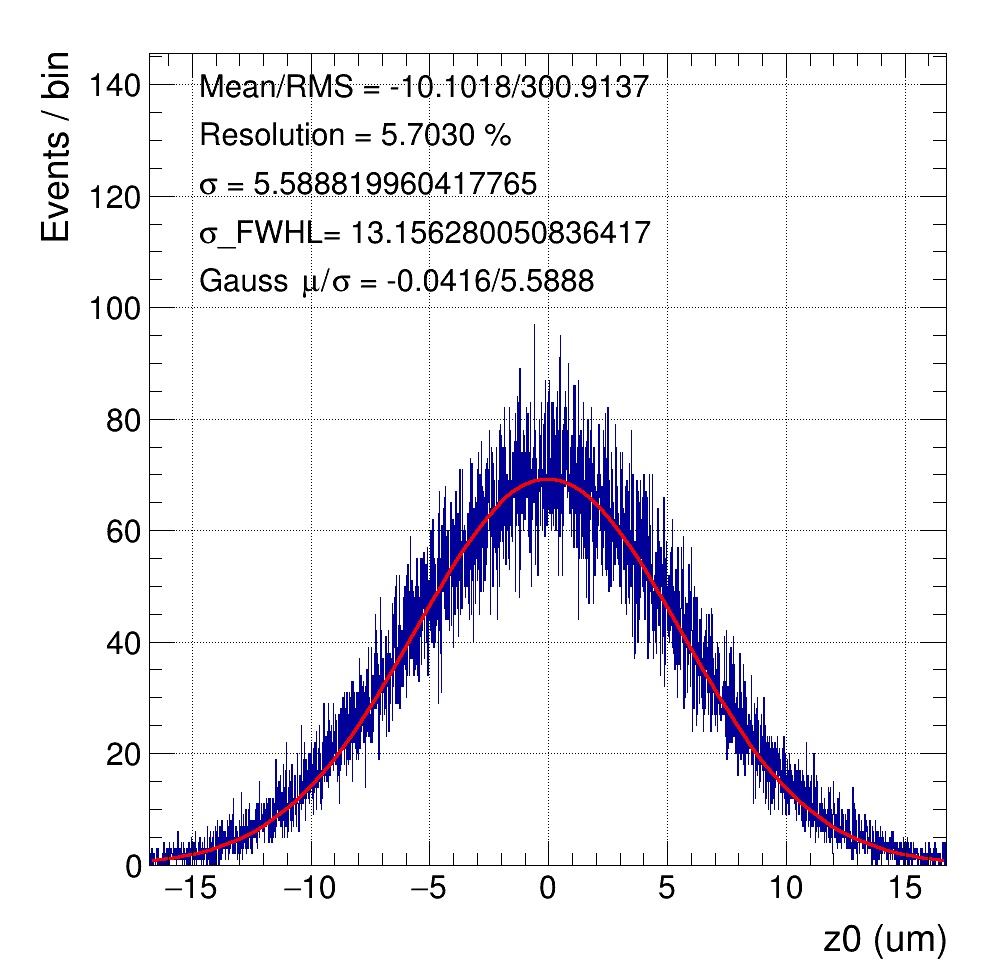 Events / bin
140
120
100
80
60
40
20
0
Mean/RMS = -10.1018/300.9137
Resolution = 5.7030 %
σ = 5.588819960417765
σ_FWHL= 13.156280050836417
Gauss μ/σ = -0.0416/5.5888
−15 −10 −5 0 5 10 15
z0 (um)